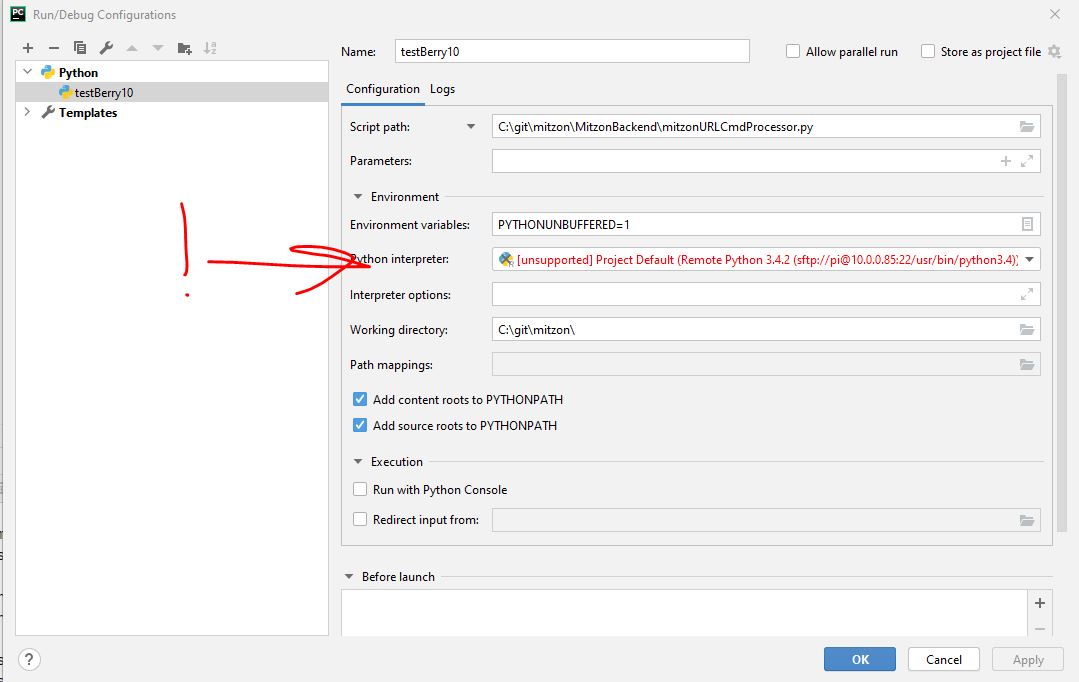 PC Run/Debug Configurations
Name: testBerry10
Allow parallel run
Store as project file
Python
testBerry10
Templates
Configuration Logs
Script path: C:\git\mitzon\MitzonBackend\mitzonURLCmdProcessor.py
Parameters:
Environment
Environment variables: PYTHONUNBUFFERED=1
Python interpreter: [unsupported] Project Default (Remote Python 3.4.2 (sftp://pi@10.0.0.85:22/usr/bin/python3.4))
!
Interpreter options:
Working directory: C:\git\mitzon\
Path mappings:
Add content roots to PYTHONPATH
Add source roots to PYTHONPATH
Execution
Run with Python Console
Redirect input from:
Before launch
?
OK Cancel Apply